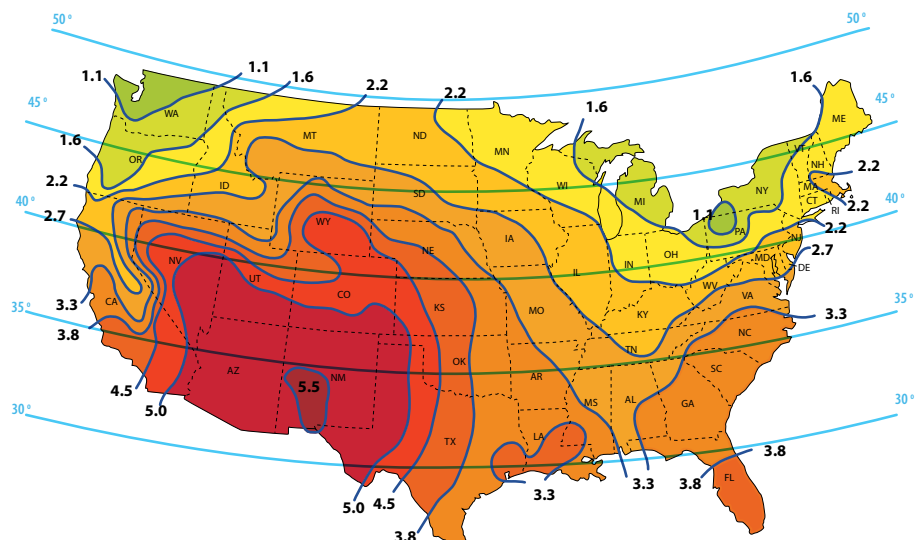 50°
50°
1.1
1.1
1.6
2.2
2.2
1.6
1.6
45°
45°
WA
MT
ND
MN
ME
VT
NH
1.6
OR
ID
SD
WI
MI
NY
MA
2.2
2.2
CT
RI
2.2
40°
40°
2.7
WY
1.1
PA
2.2
NJ
NV
UT
NE
IA
IL
IN
OH
MD
DE
2.7
3.3
CA
CO
KS
MO
KY
WV
VA
3.3
35°
35°
3.8
TN
NC
AZ
NM
5.5
OK
AR
SC
4.5
5.0
MS
AL
GA
30°
30°
TX
LA
3.8
FL
5.0
4.5
3.3
3.3
3.8
3.8